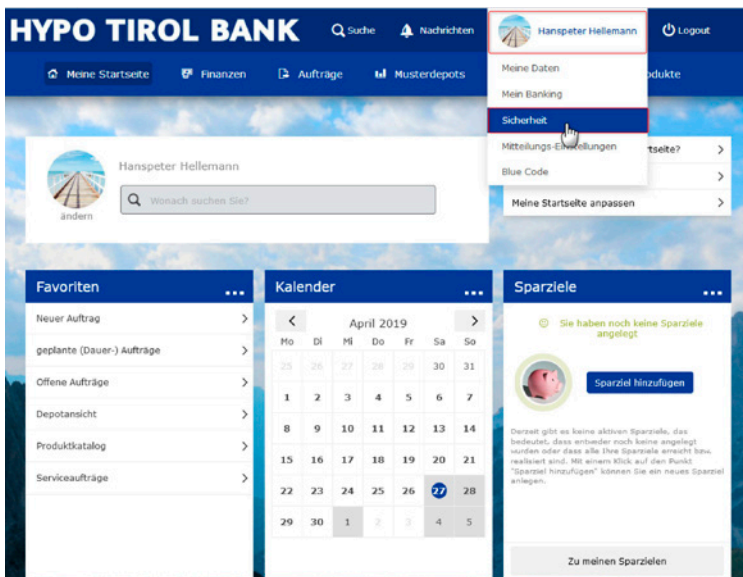 HYPO TIROL BANK
Suche
Nachrichten
Hanspeter Hellemann
Logout
Meine Startseite
Finanzen
Aufträge
Musterdepots
odukte
Meine Daten
Mein Banking
Sicherheit
Mitteilungs-Einstellungen
Blue Code
Hanspeter Hellemann
Wonach suchen Sie?
ändern
rtseite?
Meine Startseite anpassen
Favoriten
Neuer Auftrag
geplante (Dauer-) Aufträge
Offene Aufträge
Depotansicht
Produktkatalog
Serviceaufträge
Kalender
April 2019
Mo Di Mi Do Fr Sa So
25 26 27 28 29 30 31
1 2 3 4 5 6 7
8 9 10 11 12 13 14
15 16 17 18 19 20 21
22 23 24 25 26 27 28
29 30 1 2 3 4 5
Sparziele
Sie haben noch keine Sparziele
angelegt
Sparziel hinzufügen
Derzeit gibt es keine aktiven Sparziele, das
bedeutet, dass entweder noch keine angelegt
wurden oder dass alle Ihre Sparziele erreicht bzw.
realisiert sind. Mit einem Klick auf den Punkt
"Sparziel hinzufügen" können Sie ein neues Sparziel
anlegen.
Zu meinen Sparzielen